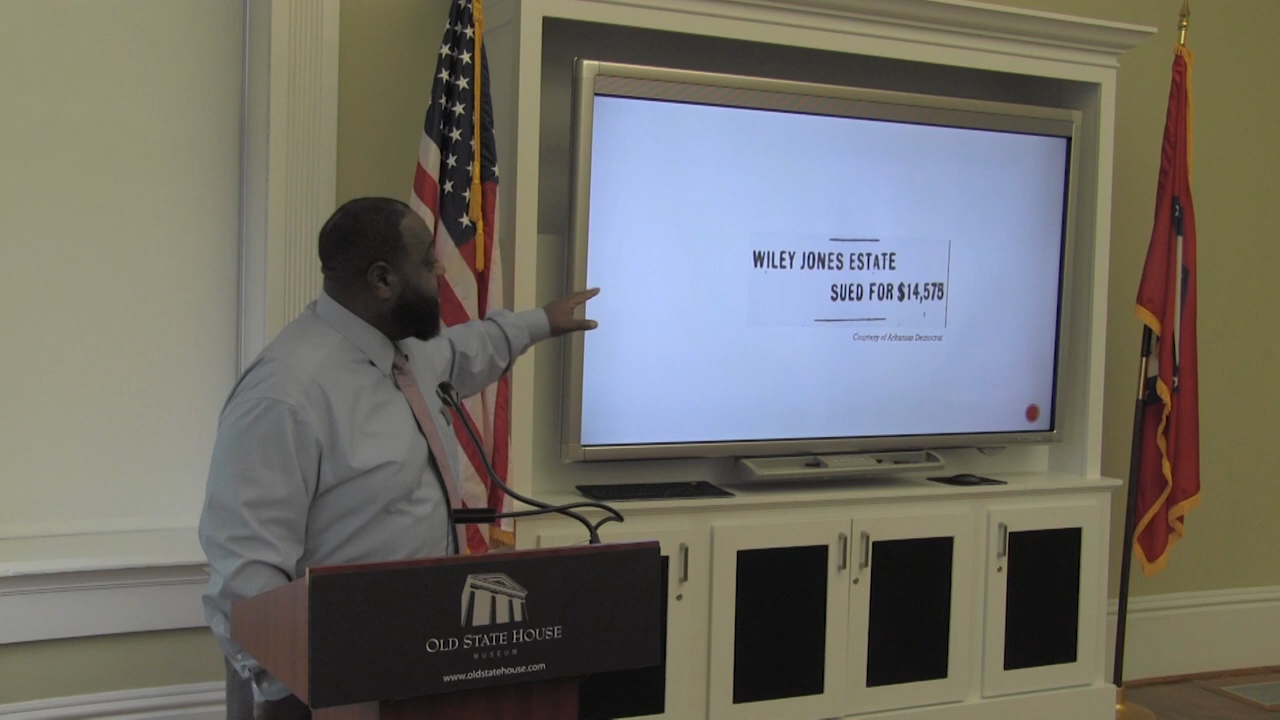 WILEY JONES ESTATE
SUED FOR $14,575
Courtesy of Arkansas Democrat
OLD STATE HOUSE
MUSEUM
www.oldstatehouse.com